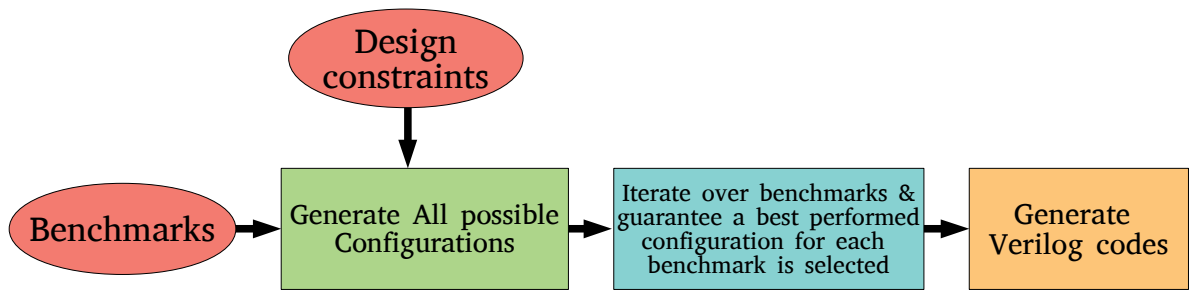 Design
constraints
Benchmarks
Generate All possible
Configurations
Iterate over benchmarks &
guarantee a best performed
configuration for each
benchmark is selected
Generate
Verilog codes